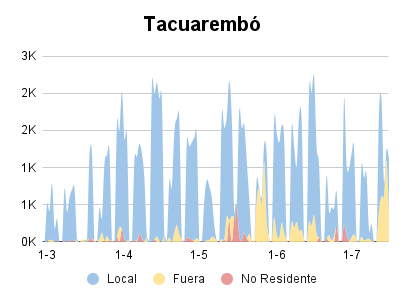 Tacuarembó
3K
2K
2K
1K
1K
0K
1-3
1-4
1-5
1-6
1-7
Local
Fuera
No Residente